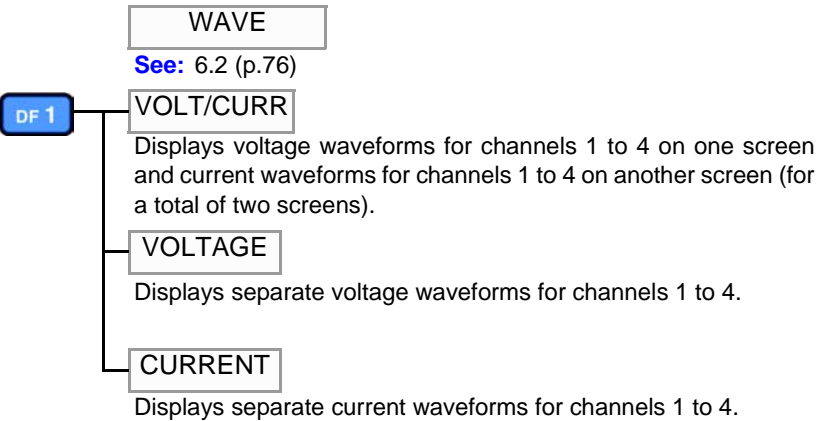 WAVE
See: 6.2 (p.76)
DF 1
VOLT/CURR
Displays voltage waveforms for channels 1 to 4 on one screen
and current waveforms for channels 1 to 4 on another screen (for
a total of two screens).
VOLTAGE
Displays separate voltage waveforms for channels 1 to 4.
CURRENT
Displays separate current waveforms for channels 1 to 4.